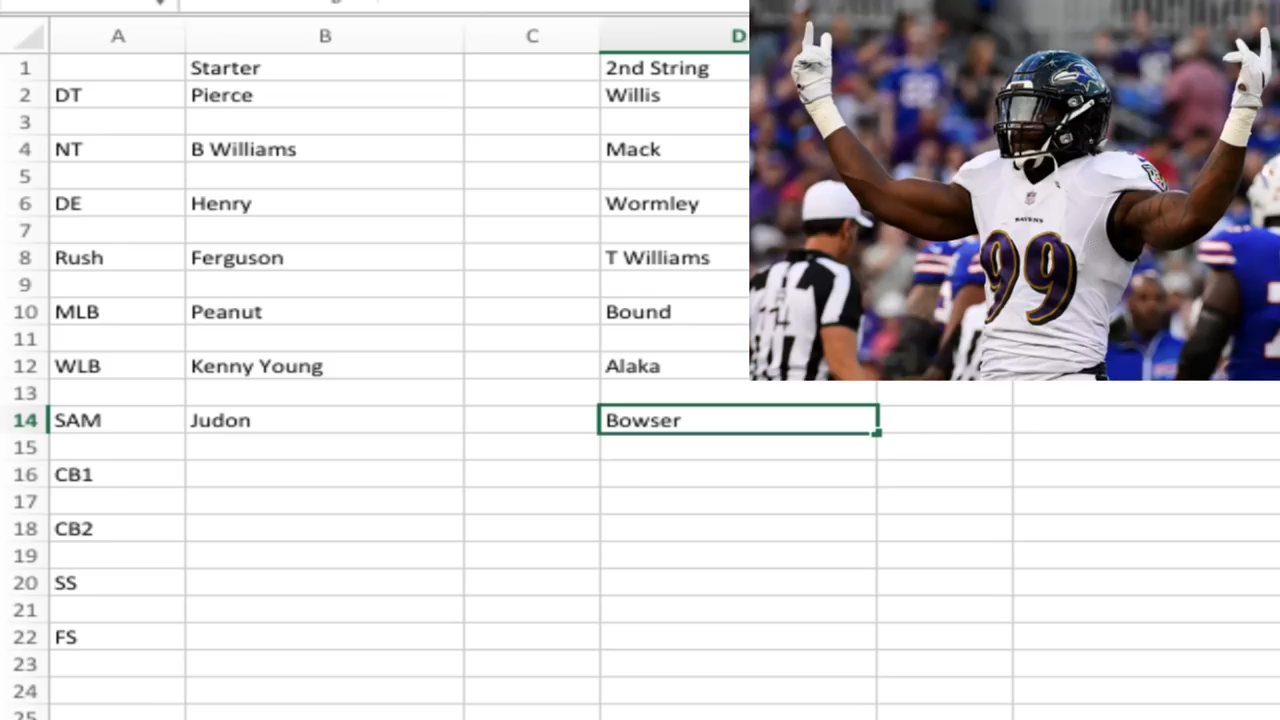 A B C D
1 Starter 2nd String
2 DT Pierce Willis
3
4 NT B Williams Mack
5
6 DE Henry Wormley
7
8 Rush Ferguson T Williams
9
10 MLB Peanut Bound
11
12 WLB Kenny Young Alaka
13
14 SAM Judon Bowser
15
16 CB1
17
18 CB2
19
20 SS
21
22 FS
23
24
25
RAVENS
99